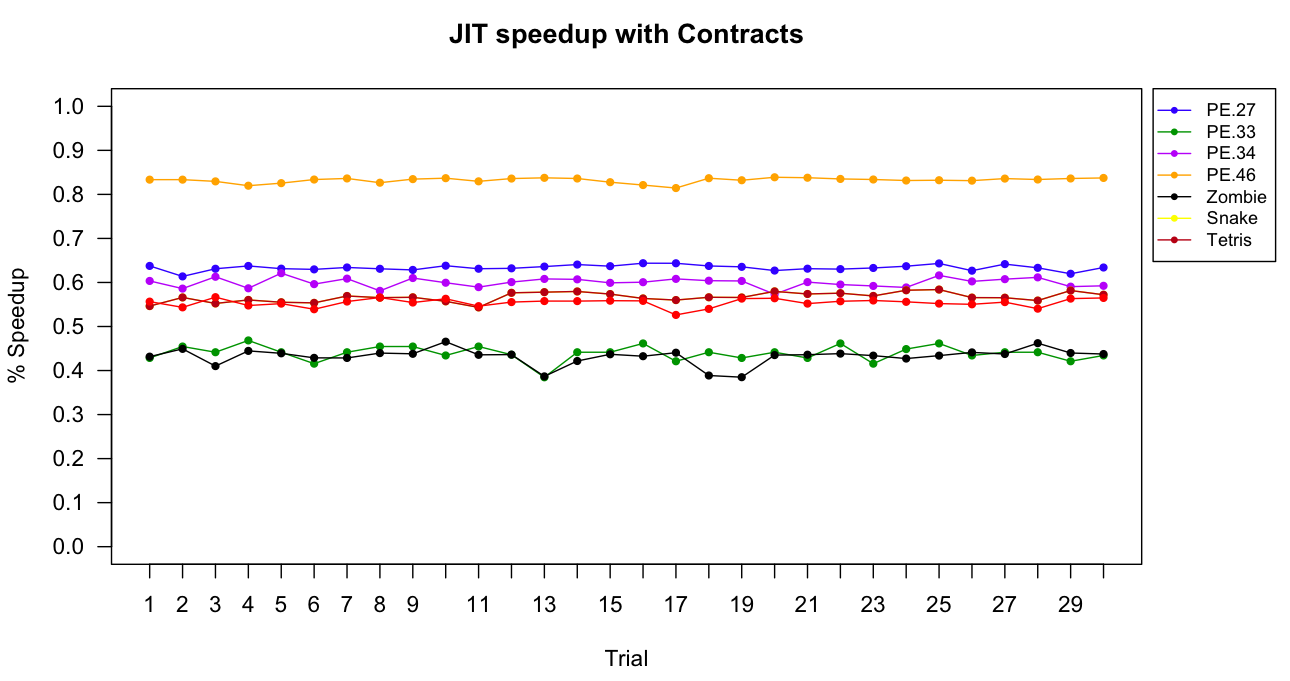 JIT speedup with Contracts
1.0
0.9
0.8
0.7
0.6
0.5
0.4
0.3
0.2
0.1
0.0
% Speedup
1 2 3 4 5 6 7 8 9 11 13 15 17 19 21 23 25 27 29
Trial
PE.27
PE.33
PE.34
PE.46
Zombie
Snake
Tetris